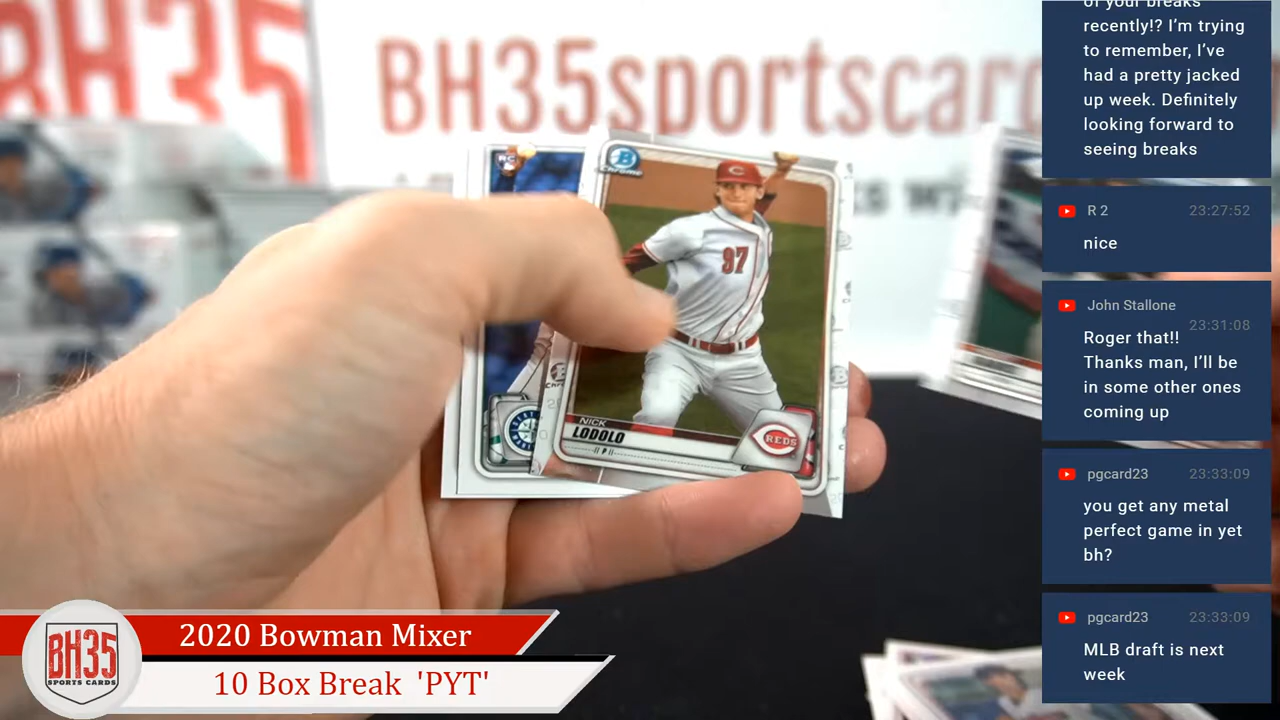 BH35
BH35sportscard
of your breaks
recently!? I'm trying
to remember, I've
had a pretty jacked
up week. Definitely
looking forward to
seeing breaks
R 2 23:27:52
nice
John Stallone
23:31:08
Roger that!!
Thanks man, I'll be
in some other ones
coming up
pgcard23 23:33:09
you get any metal
perfect game in yet
bh?
pgcard23 23:33:09
MLB draft is next
week
RC
B
Chrome
C
97
NICK
LODOLO
P
REDS
2020 Bowman Mixer
10 Box Break 'PYT'
BH35
SPORTS CARDS